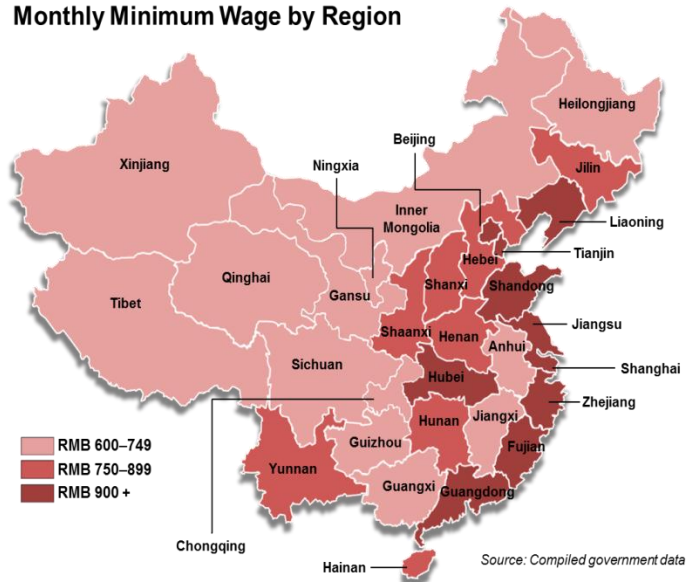 Monthly Minimum Wage by Region
Heilongjiang
Beijing
Xinjiang
Ningxia
Jilin
Inner
Mongolia
Liaoning
Hebei
Tianjin
Qinghai
Shanxi
Shandong
Tibet
Gansu
Jiangsu
Shaanxi
Henan
Anhui
Sichuan
Shanghai
Hubei
Zhejiang
Hunan
Jiangxi
RMB 600–749
Guizhou
Fujian
RMB 750–899
Yunnan
RMB 900 +
Guangxi
Guangdong
Chongqing
Hainan
Source: Compiled government data